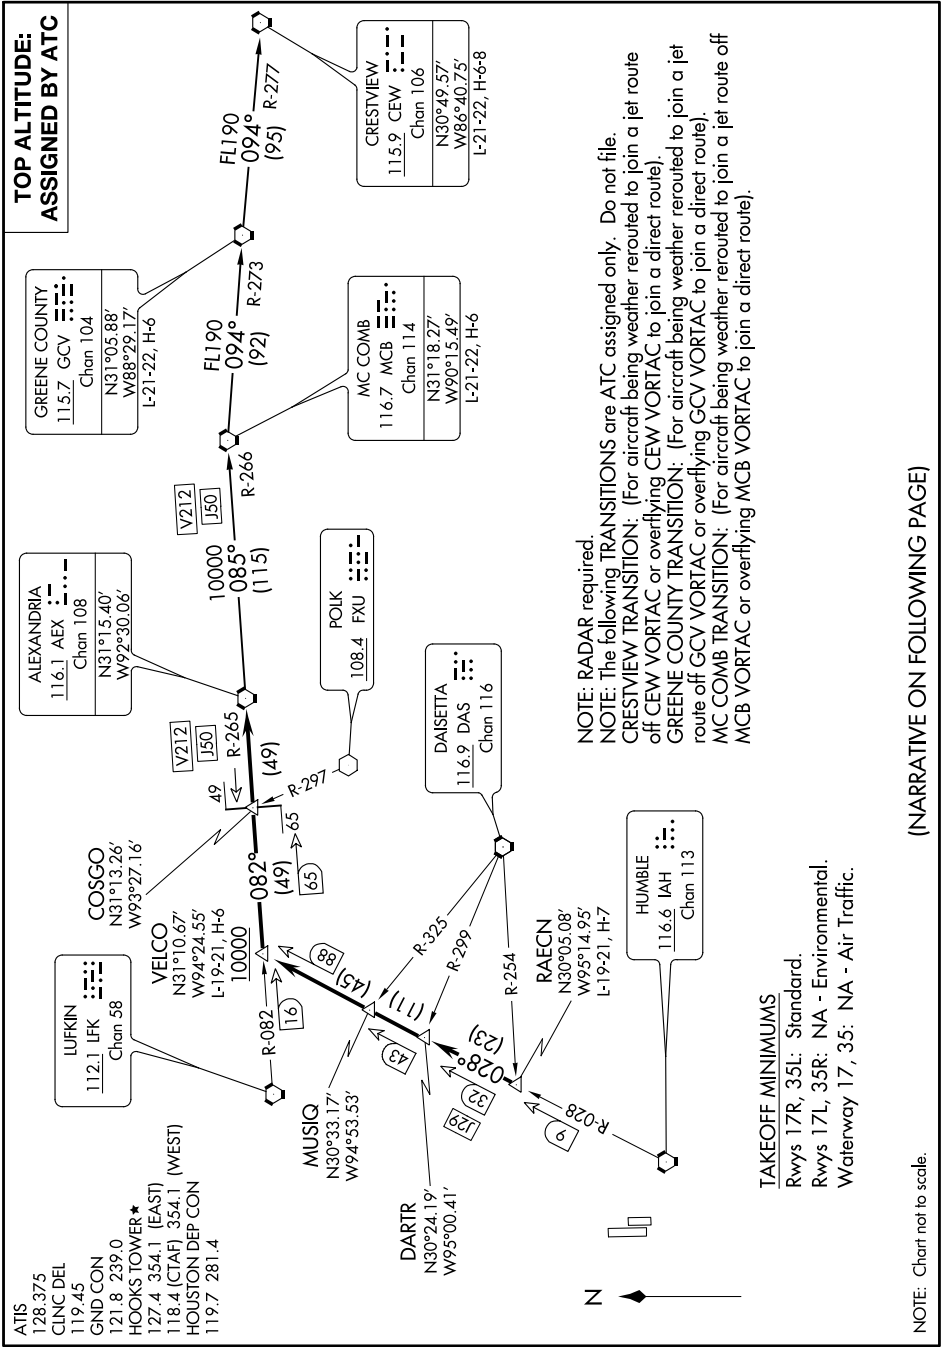 TOP ALTITUDE:
ASSIGNED BY ATC
ATIS
128.375
CLNC DEL
119.45
GND CON
121.8 239.0
HOOKS TOWER★
127.4 354.1 (EAST)
118.4 (CTAF) 354.1 (WEST)
HOUSTON DEP CON
119.7 281.4
LUFKIN
112.1 LFK
Chan 58
R-082
16
VELCO
N31°10.67'
W94°24.55'
L-19-21, H-6
10000
COSGO
N31°13.26'
W93°27.16'
082°
(49)
65
65
49
R-265
V212
J50
(49)
R-297
POLK
108.4 FXU
ALEXANDRIA
116.1 AEX
Chan 108
N31°15.40'
W92°30.06'
10000
085°
(115)
V212
J50
R-266
MC COMB
116.7 MCB
Chan 114
N31°18.27'
W90°15.49'
L-21-22, H-6
FL190
094°
(92)
R-273
GREENE COUNTY
115.7 GCV
Chan 104
N31°05.88'
W88°29.17'
L-21-22, H-6
FL190
094°
(95)
R-277
CRESTVIEW
115.9 CEW
Chan 106
N30°49.57'
W86°40.75'
L-21-22, H-6-8
88
(45)
MUSIQ
N30°33.17'
W94°53.53'
43
(11)
DARTR
N30°24.19'
W95°00.41'
J29
32
028°
(23)
R-325
R-299
R-254
DAISETTA
116.9 DAS
Chan 116
RAECN
N30°05.08'
W95°14.95'
L-19-21, H-7
9
R-028
HUMBLE
116.6 IAH
Chan 113
N
NOTE: RADAR required.
NOTE: The following TRANSITIONS are ATC assigned only. Do not file.
CRESTVIEW TRANSITION: (For aircraft being weather rerouted to join a jet route
off CEW VORTAC or overflying CEW VORTAC to join a direct route).
GREENE COUNTY TRANSITION: (For aircraft being weather rerouted to join a jet
route off GCV VORTAC or overflying GCV VORTAC to join a direct route).
MC COMB TRANSITION: (For aircraft being weather rerouted to join a jet route off
MCB VORTAC or overflying MCB VORTAC to join a direct route).
TAKEOFF MINIMUMS
Rwys 17R, 35L: Standard.
Rwys 17L, 35R: NA - Environmental.
Waterway 17, 35: NA - Air Traffic.
(NARRATIVE ON FOLLOWING PAGE)
NOTE: Chart not to scale.